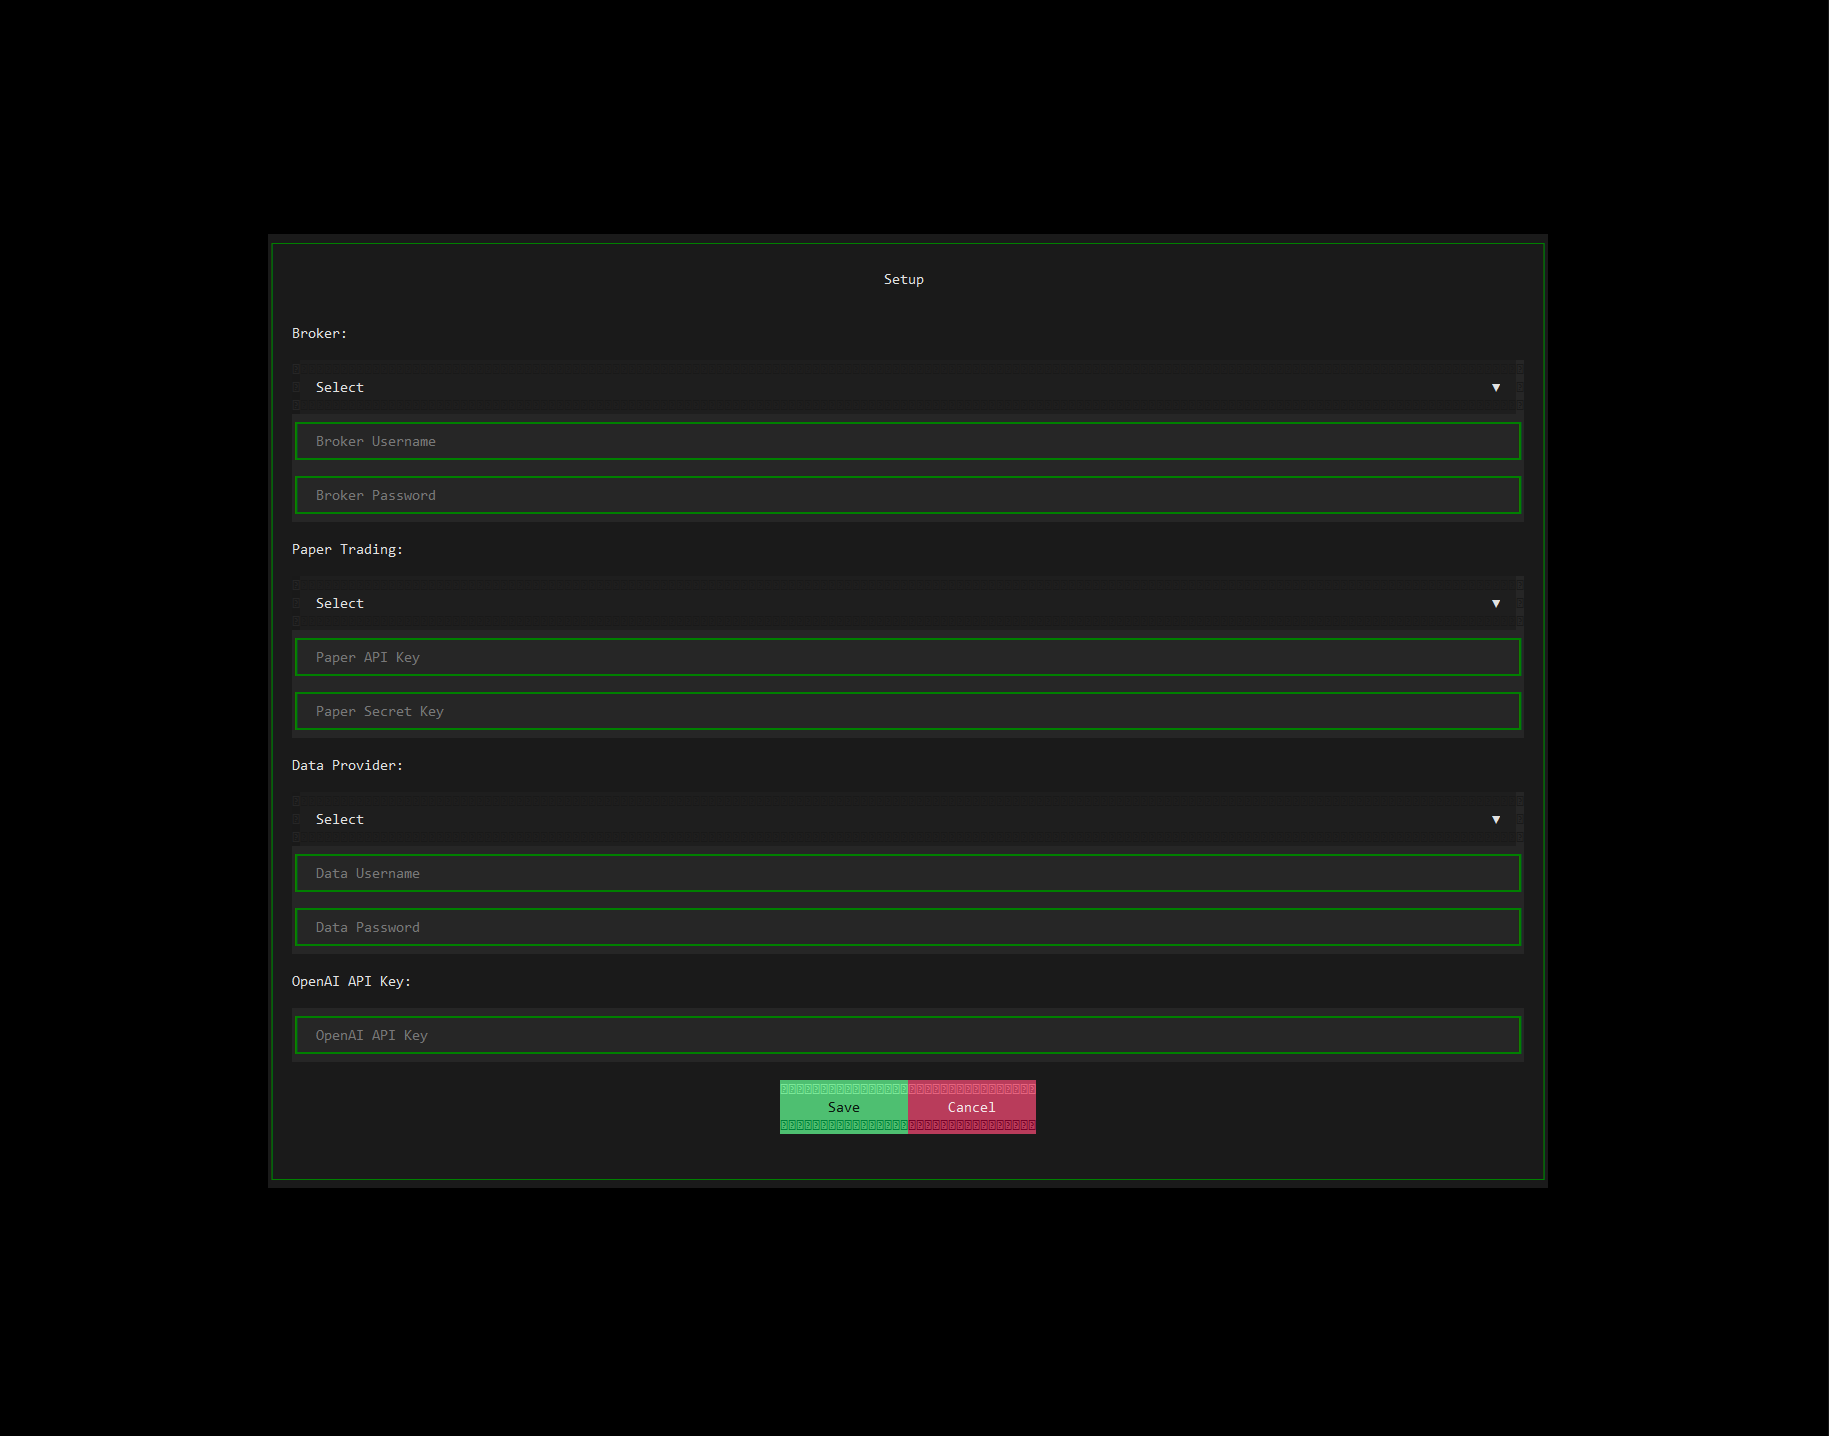 Setup
Broker:
Select ▼
Broker Username
Broker Password
Paper Trading:
Select ▼
Paper API Key
Paper Secret Key
Data Provider:
Select ▼
Data Username
Data Password
OpenAI API Key:
OpenAI API Key
Save Cancel